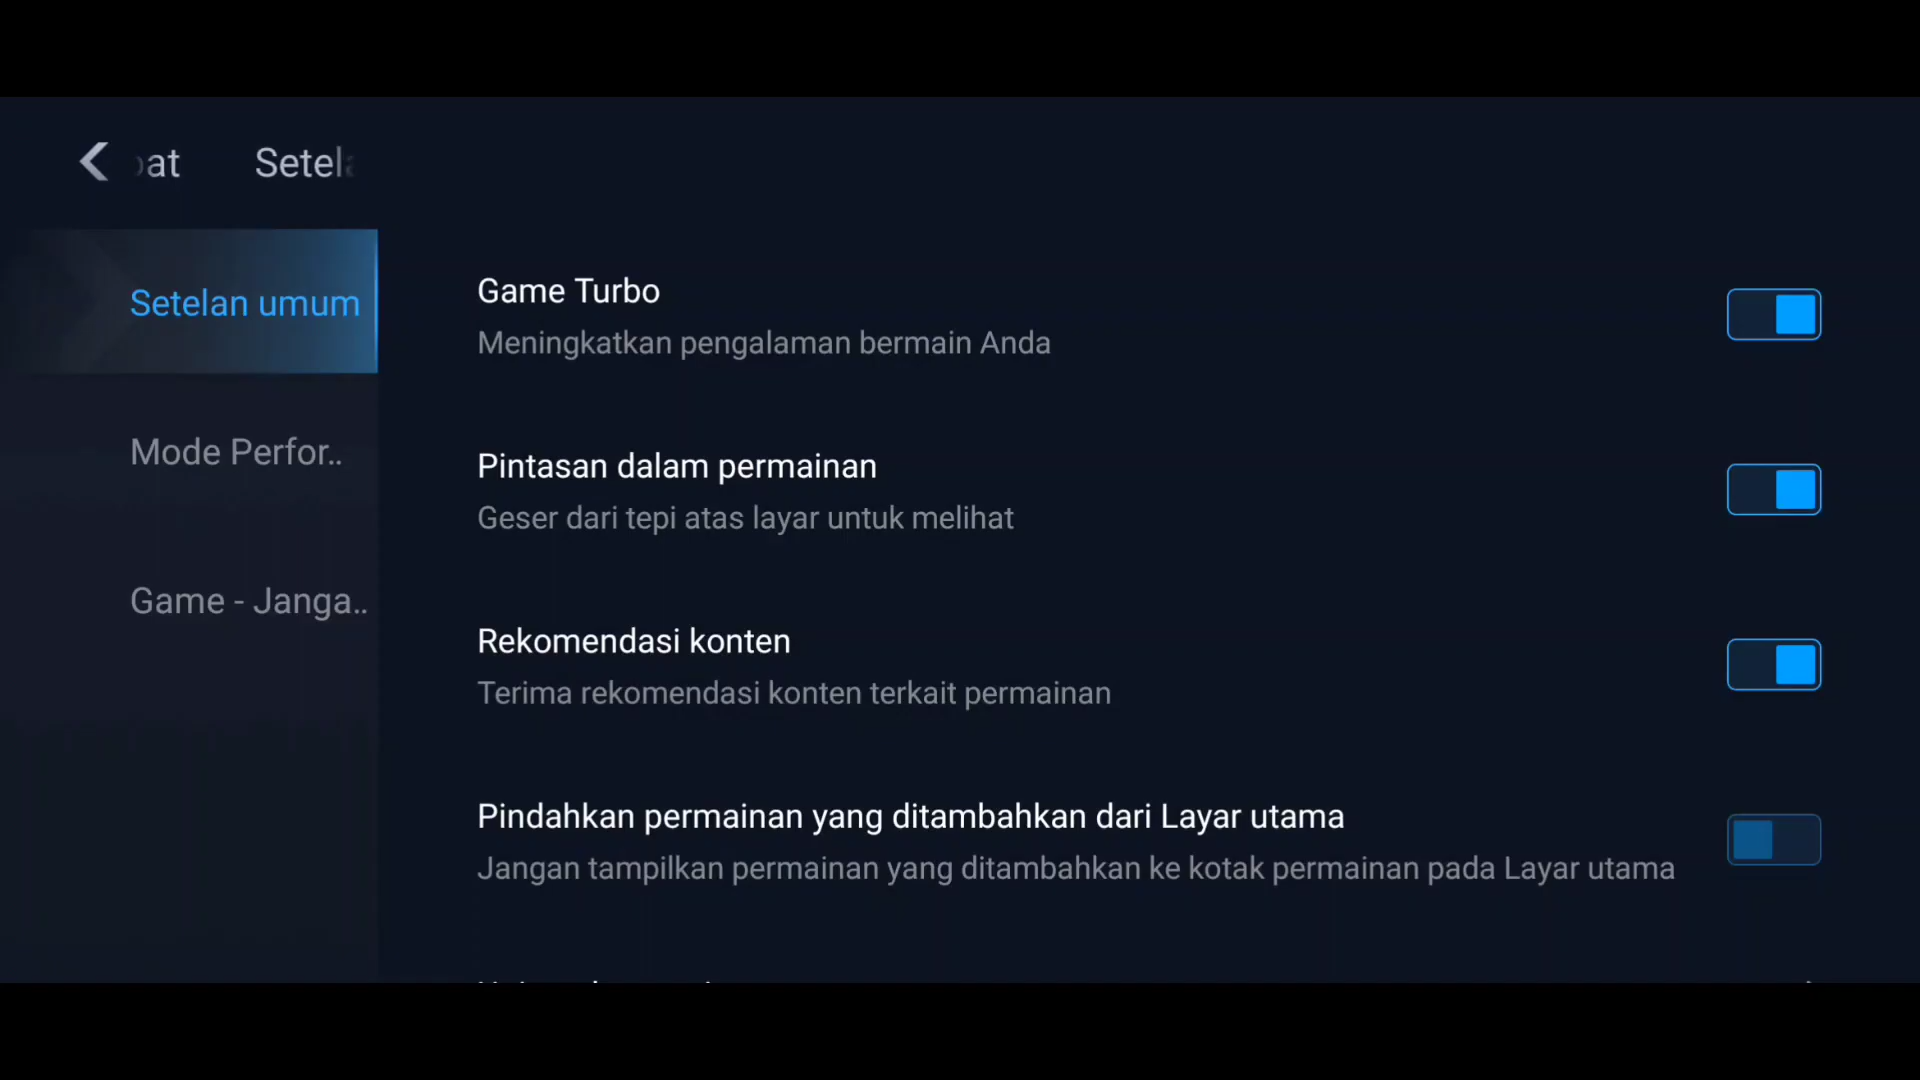 at Setel
Setelan umum
Mode Perfor..
Game - Janga..
Game Turbo
Meningkatkan pengalaman bermain Anda
Pintasan dalam permainan
Geser dari tepi atas layar untuk melihat
Rekomendasi konten
Terima rekomendasi konten terkait permainan
Pindahkan permainan yang ditambahkan dari Layar utama
Jangan tampilkan permainan yang ditambahkan ke kotak permainan pada Layar utama